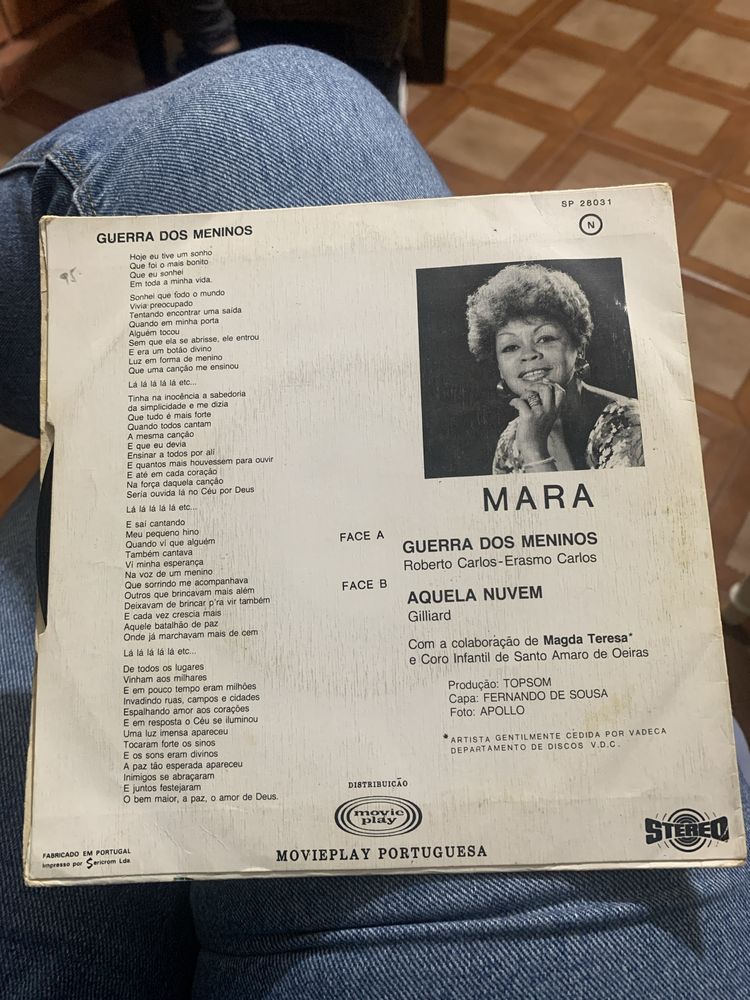 SP 28031
N
GUERRA DOS MENINOS
Hoje eu tive um sonho
Que foi o mais bonito
Que eu sonhei
Em toda a minha vida.
Sonhei que todo o mundo
Vivia preocupado
Tentando encontrar uma saída
Quando em minha porta
Alguém tocou
Sem que ela se abrisse, ele entrou
E era um botão divino
Luz em forma de menino
Que uma canção me ensinou
Lá lá lá lá lá etc...
Tinha na inocência a sabedoria
da simplicidade e me dizia
Que tudo é mais forte
Quando todos cantam
A mesma canção
E que eu devia
Ensinar a todos por alí
E quantos mais houvessem para ouvir
E até em cada coração
Na força daquela canção
Seria ouvida lá no Céu por Deus
Lá lá lá lá lá etc...
E saí cantando
Meu pequeno hino
Quando ví que alguém
Também cantava
Ví minha esperança
Na voz de um menino
Que sorrindo me acompanhava
Outros que brincavam mais além
Deixavam de brincar p'ra vir também
E cada vez crescia mais
Aquele batalhão de paz
Onde já marchavam mais de cem
Lá lá lá lá lá etc...
De todos os lugares
Vinham aos milhares
E em pouco tempo eram milhões
Invadindo ruas, campos e cidades
Espalhando amor aos corações
E em resposta o Céu se iluminou
Uma luz imensa apareceu
Tocaram forte os sinos
E os sons eram divinos
A paz tão esperada apareceu
Inimigos se abraçaram
E juntos festejaram
O bem maior, a paz, o amor de Deus.
MARA
FACE A
GUERRA DOS MENINOS
Roberto Carlos-Erasmo Carlos
FACE B
AQUELA NUVEM
Gilliard
Com a colaboração de Magda Teresa*
e Coro Infantil de Santo Amaro de Oeiras
Produção: TOPSOM
Capa: FERNANDO DE SOUSA
Foto: APOLLO
* ARTISTA GENTILMENTE CEDIDA POR VADECA
DEPARTAMENTO DE DISCOS V.D.C.
DISTRIBUIÇÃO
movie
play
MOVIEPLAY PORTUGUESA
STEREO
FABRICADO EM PORTUGAL
Impresso por Sericrom Lda.